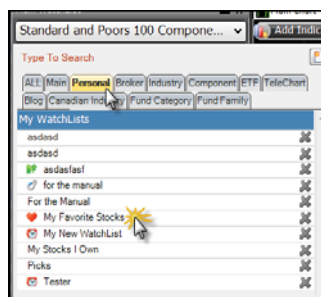 Standard and Poors 100 Compone...
Add Indic
Type To Search
ALL Main Personal Broker Industry Component ETF TeleChart
Blog Canadian Industry Fund Category Fund Family
My WatchLists
asdasd
asdasd
asdasfasf
for the manual
For the Manual
My Favorite Stocks
My New WatchList
My Stocks I Own
Picks
Tester